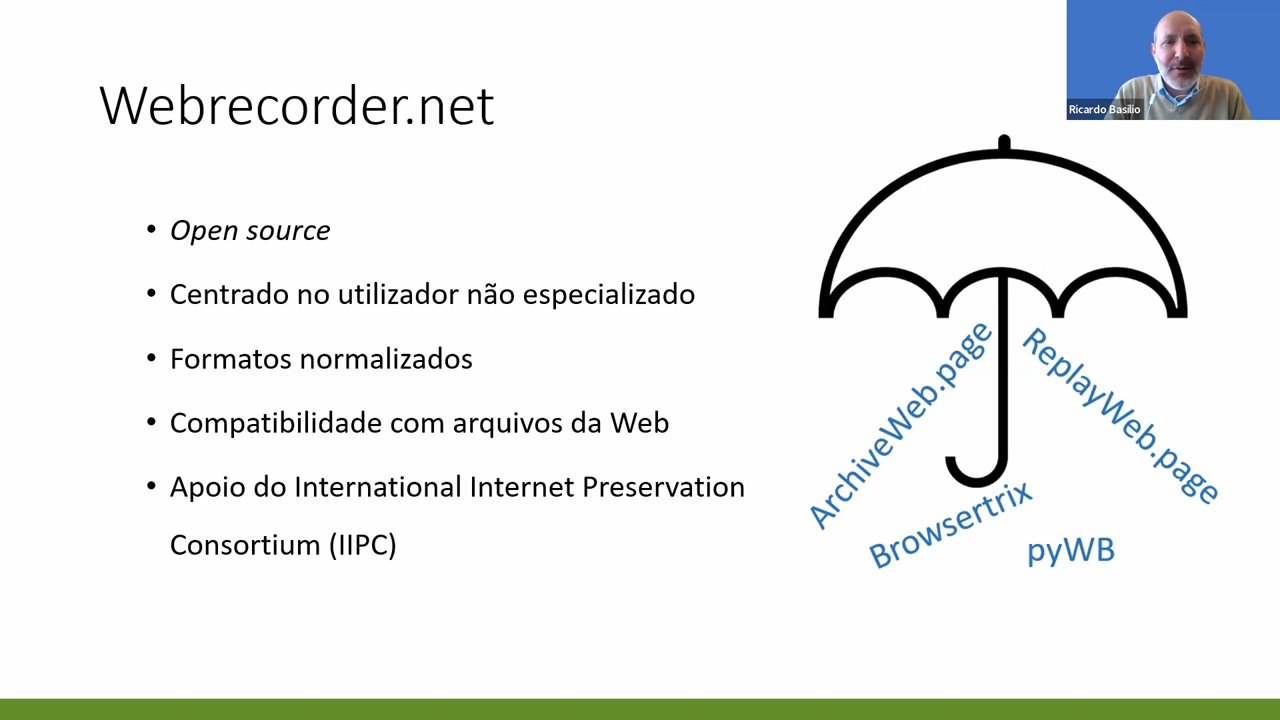 Webrecorder.net
Ricardo Basílio
• Open source
• Centrado no utilizador não especializado
• Formatos normalizados
• Compatibilidade com arquivos da Web
• Apoio do International Internet Preservation
Consortium (IIPC)
ArchiveWeb.page
ReplayWeb.page
Browsertrix
pyWB